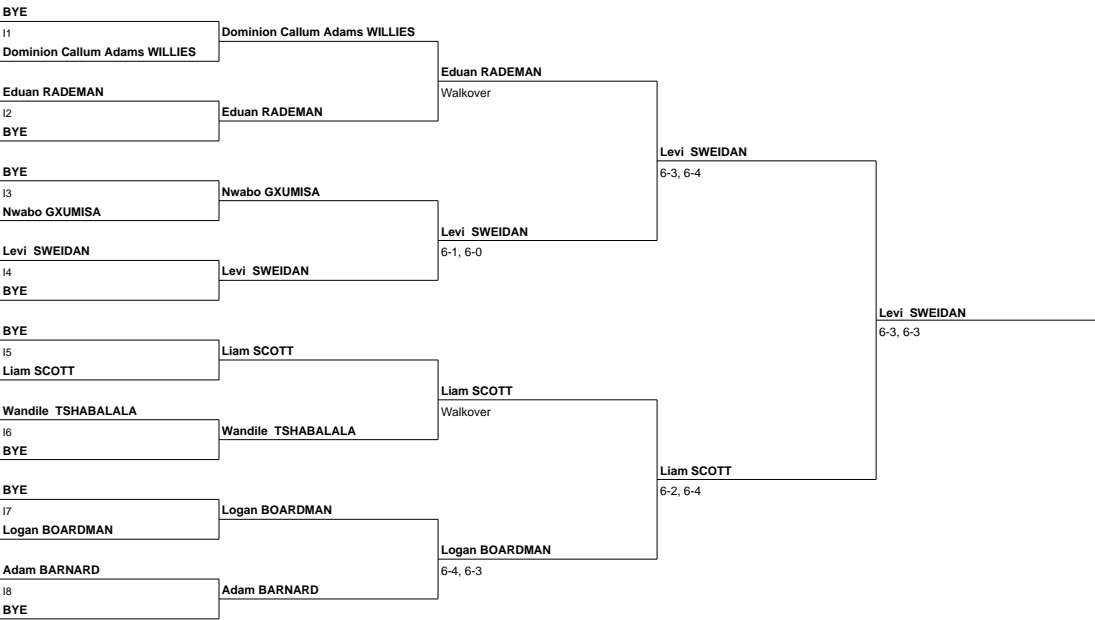 BYE
I1
Dominion Callum Adams WILLIES
Eduan RADEMAN
I2
BYE
BYE
I3
Nwabo GXUMISA
Levi  SWEIDAN
I4
BYE
BYE
I5
Liam SCOTT
Wandile  TSHABALALA
I6
BYE
BYE
I7
Logan BOARDMAN
Adam BARNARD
I8
BYE
Dominion Callum Adams WILLIES
Eduan RADEMAN
Nwabo GXUMISA
Levi  SWEIDAN
Liam SCOTT
Wandile  TSHABALALA
Logan BOARDMAN
Adam BARNARD
Eduan RADEMAN
Walkover
Levi  SWEIDAN
6-1, 6-0
Liam SCOTT
Walkover
Logan BOARDMAN
6-4, 6-3
Levi  SWEIDAN
6-3, 6-4
Liam SCOTT
6-2, 6-4
Levi  SWEIDAN
6-3, 6-3